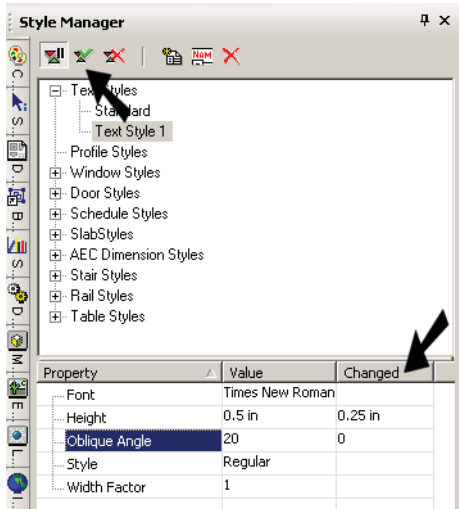 Style Manager
NAM
Text Styles
Standard
Text Style 1
Profile Styles
Window Styles
Door Styles
Schedule Styles
SlabStyles
AEC Dimension Styles
Stair Styles
Rail Styles
Table Styles
Property Value Changed
Font Times New Roman
Height 0.5 in 0.25 in
Oblique Angle 20 0
Style Regular
Width Factor 1
C...
S...
D...
B...
S...
D...
M...
E...
L...
I...